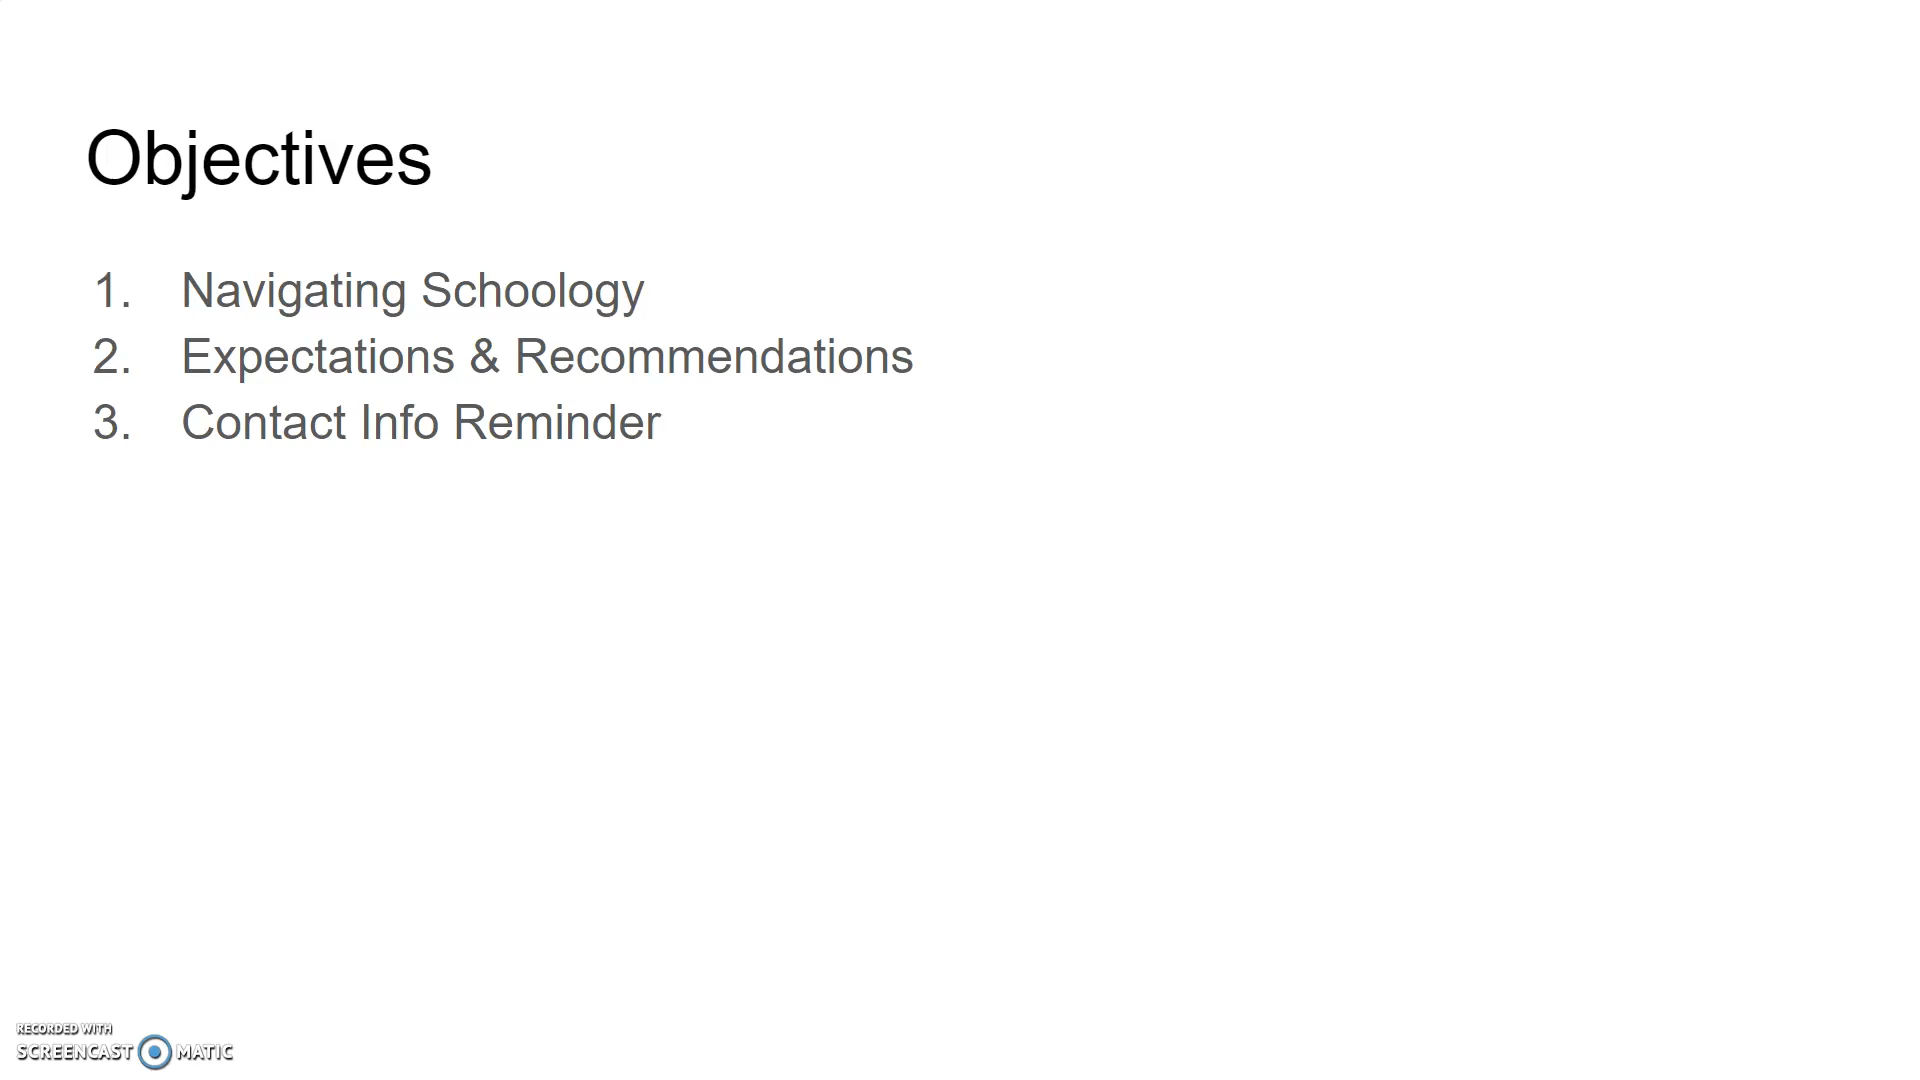 Objectives
1. Navigating Schoology
2. Expectations & Recommendations
3. Contact Info Reminder
RECORDED WITH
SCREENCAST MATIC